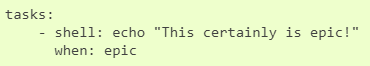 tasks:
    - shell: echo "This certainly is epic!"
      when: epic